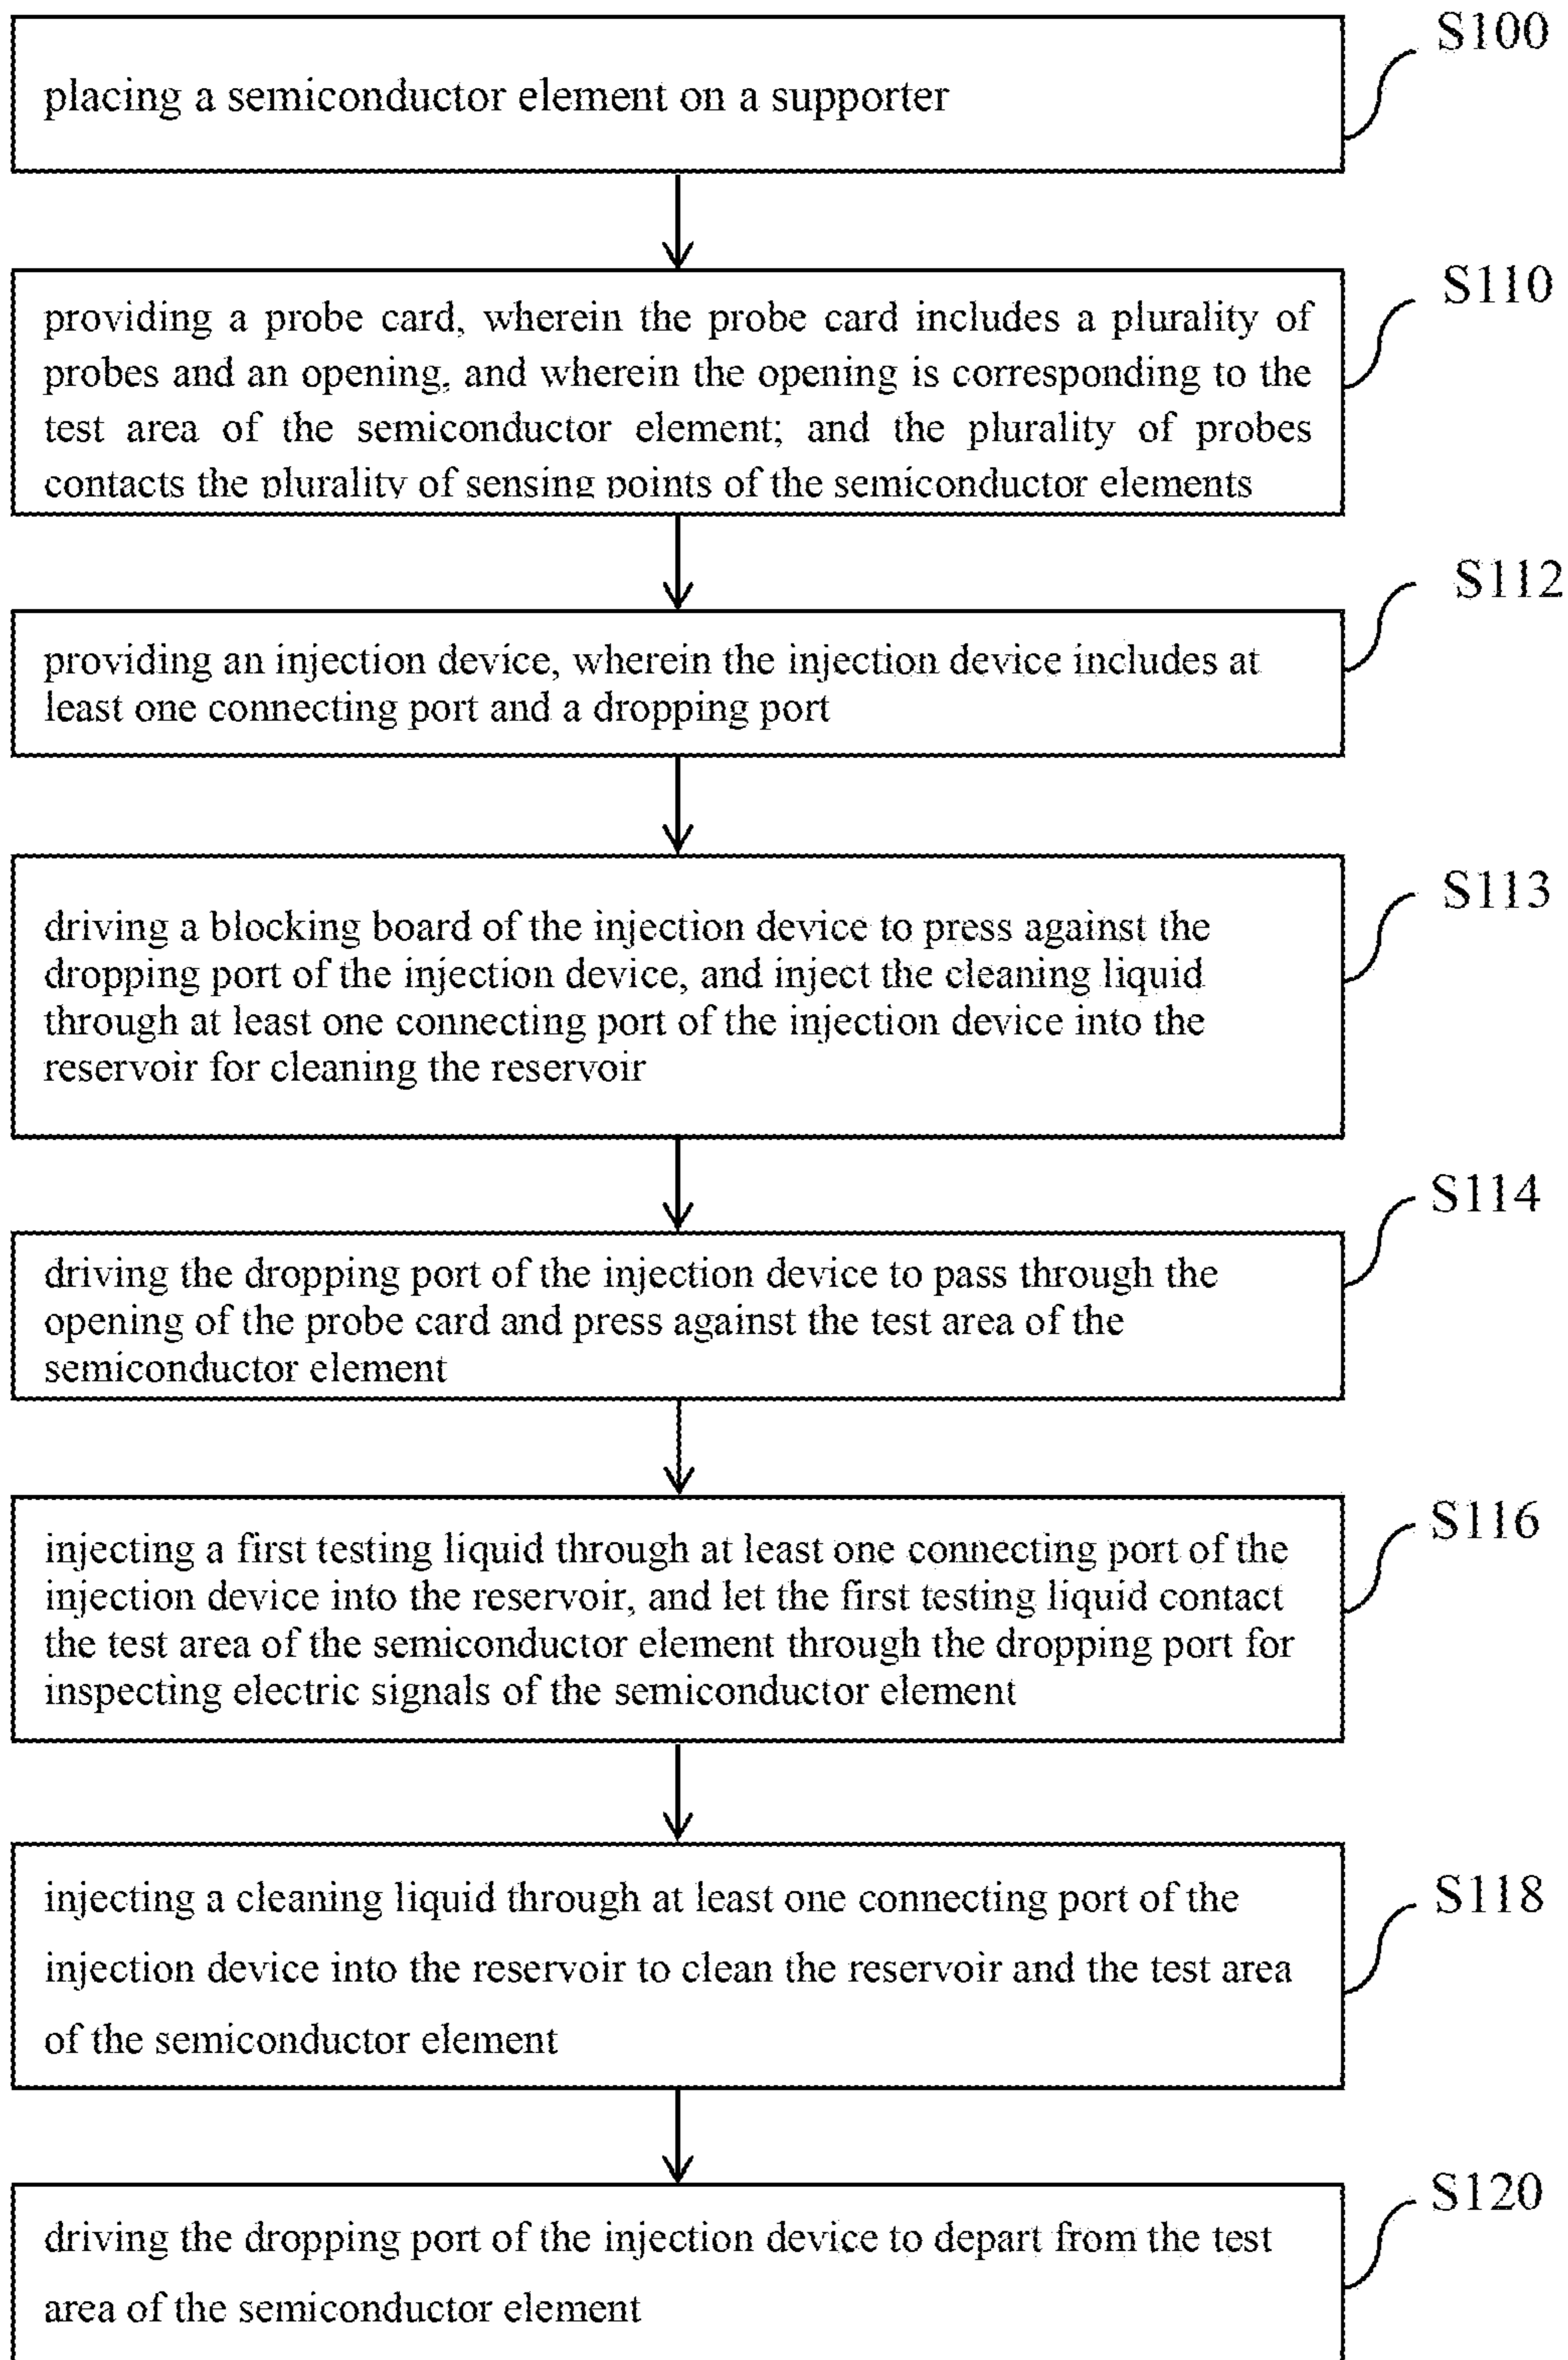 S100
placing a semiconductor element on a supporter
S110
providing a probe card, wherein the probe card includes a plurality of
probes and an opening, and wherein the opening is corresponding to the
test area of the semiconductor element; and the plurality of probes
contacts the plurality of sensing points of the semiconductor elements
S112
providing an injection device, wherein the injection device includes at
least one connecting port and a dropping port
S113
driving a blocking board of the injection device to press against the
dropping port of the injection device, and inject the cleaning liquid
through at least one connecting port of the injection device into the
reservoir for cleaning the reservoir
S114
driving the dropping port of the injection device to pass through the
opening of the probe card and press against the test area of the
semiconductor element
S116
injecting a first testing liquid through at least one connecting port of the
injection device into the reservoir, and let the first testing liquid contact
the test area of the semiconductor element through the dropping port for
inspecting electric signals of the semiconductor element
S118
injecting a cleaning liquid through at least one connecting port of the
injection device into the reservoir to clean the reservoir and the test area
of the semiconductor element
S120
driving the dropping port of the injection device to depart from the test
area of the semiconductor element